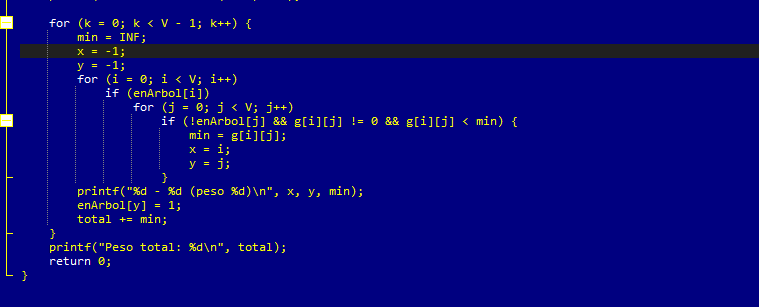 for (k = 0; k < V - 1; k++) {
min = INF;
x = -1;
y = -1;
for (i = 0; i < V; i++)
if (enArbol[i])
for (j = 0; j < V; j++)
if (!enArbol[j] && g[i][j] != 0 && g[i][j] < min) {
min = g[i][j];
x = i;
y = j;
}
printf("%d - %d (peso %d)\n", x, y, min);
enArbol[y] = 1;
total += min;
}
printf("Peso total: %d\n", total);
return 0;
}